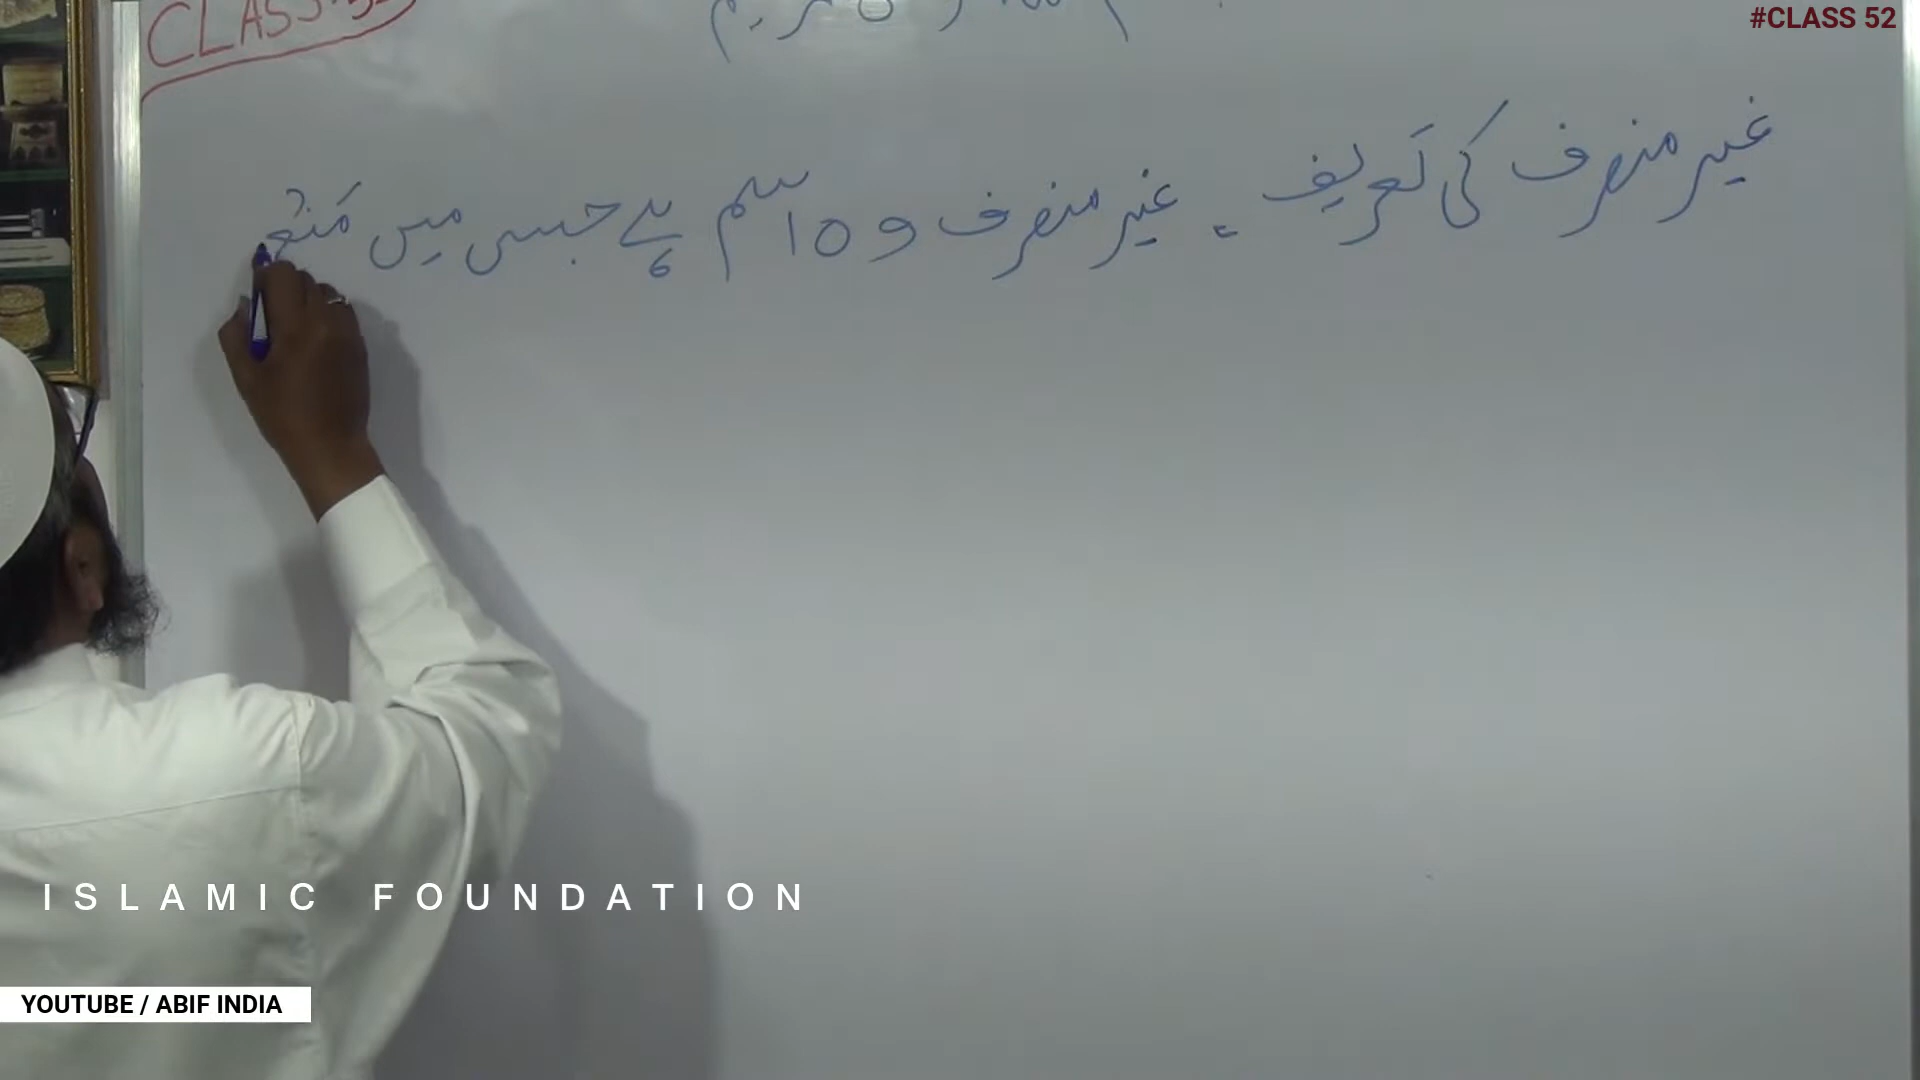 #CLASS 52
CLASS-52
غیر منصرف کی تعریف ۔ غیر منصرف وہ اسم ہے جس میں
ISLAMIC FOUNDATION
YOUTUBE / ABIF INDIA